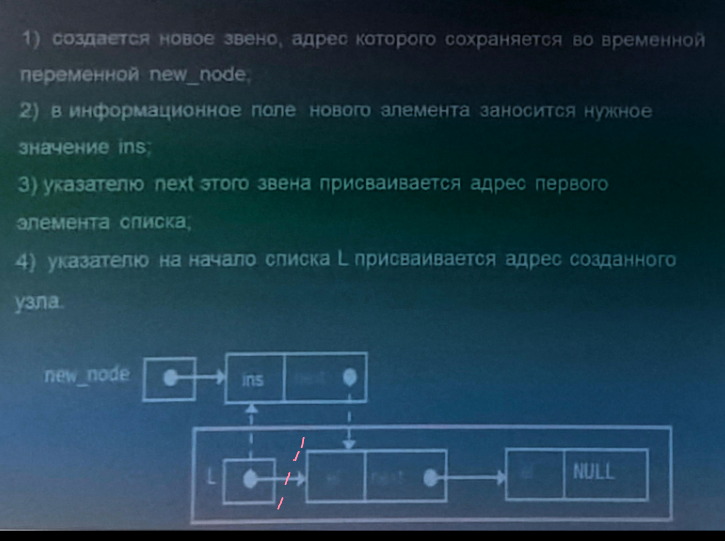 1) создается новое звено, адрес которого сохраняется во временной
переменной new_node;
2) в информационное поле нового элемента заносится нужное
значение ins;
3) указателю next этого звена присваивается адрес первого
элемента списка;
4) указателю на начало списка L присваивается адрес созданного
узла.
new_node
ins next
L el next el NULL